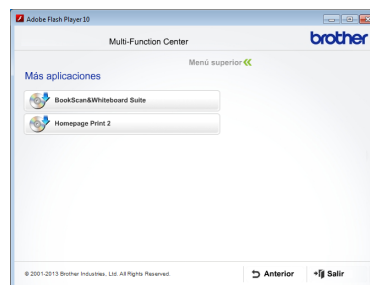 Adobe Flash Player 10
Multi-Function Center
brother
Menú superior
Más aplicaciones
BookScan&Whiteboard Suite
Homepage Print 2
© 2001-2013 Brother Industries, Ltd. All Rights Reserved.
Anterior
Salir